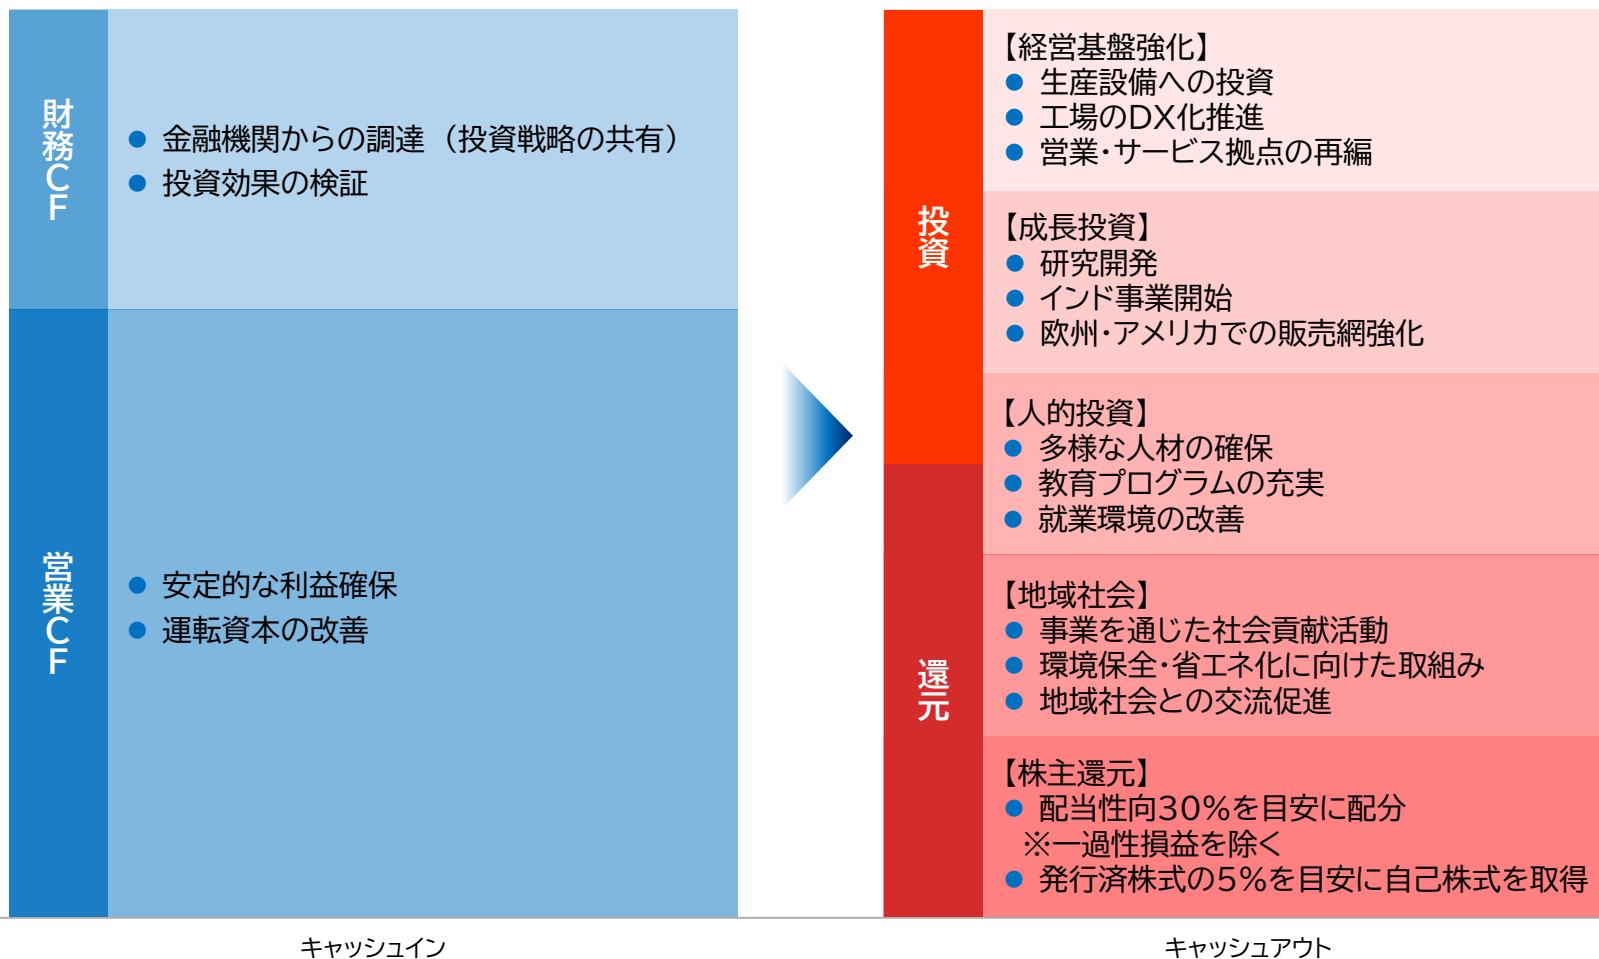 財務CF
● 金融機関からの調達（投資戦略の共有）
● 投資効果の検証
営業CF
● 安定的な利益確保
● 運転資本の改善
キャッシュイン
投資
【経営基盤強化】
● 生産設備への投資
● 工場のDX化推進
● 営業・サービス拠点の再編
【成長投資】
● 研究開発
● インド事業開始
● 欧州・アメリカでの販売網強化
【人的投資】
● 多様な人材の確保
● 教育プログラムの充実
● 就業環境の改善
還元
【地域社会】
● 事業を通じた社会貢献活動
● 環境保全・省エネ化に向けた取組み
● 地域社会との交流促進
【株主還元】
● 配当性向30%を目安に配分
※一過性損益を除く
● 発行済株式の5%を目安に自己株式を取得
キャッシュアウト